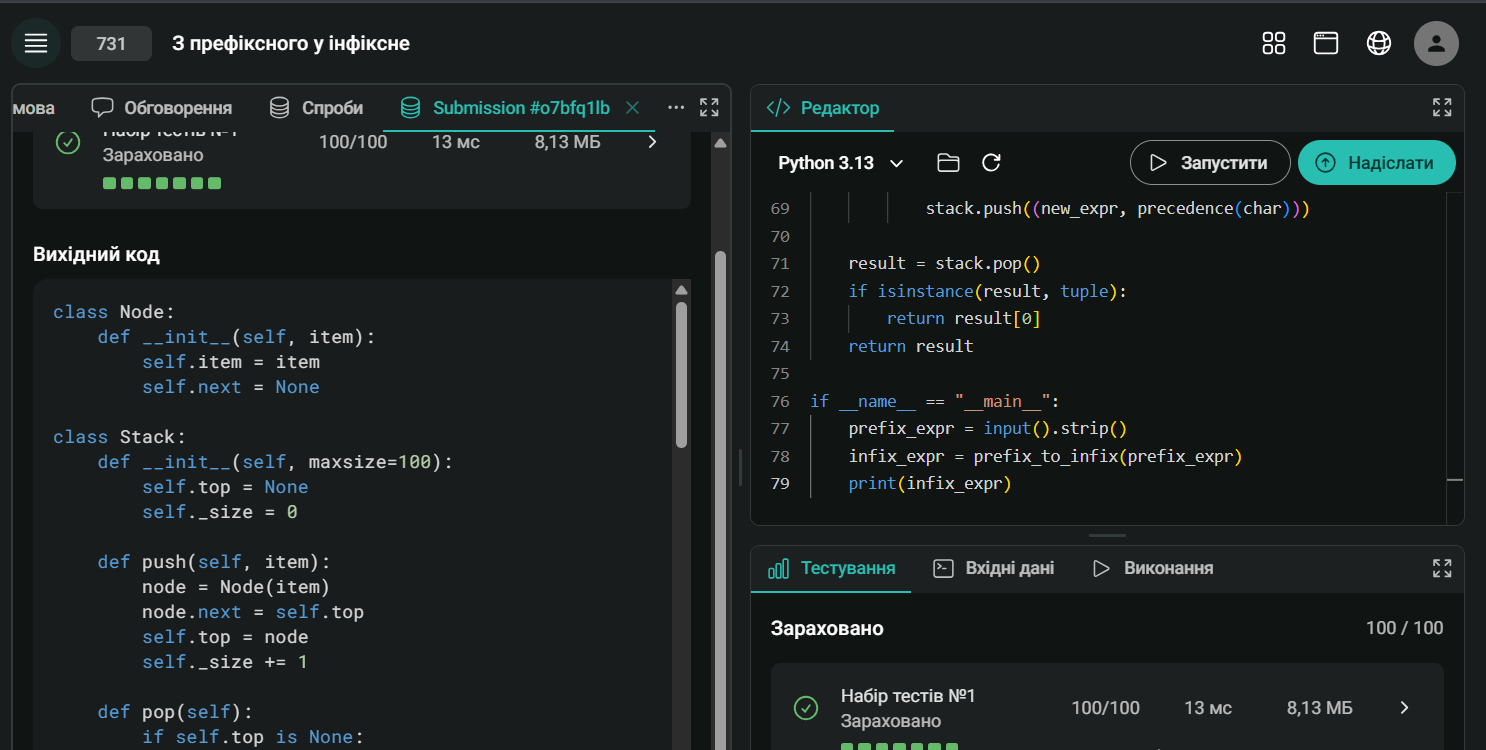 731
З префіксного у інфіксне
мова
Обговорення
Спроби
Submission #o7bfq1lb
Набір тестів №1
100/100
13 мс
8,13 МБ
Зараховано
Вихідний код
class Node:
    def __init__(self, item):
        self.item = item
        self.next = None
class Stack:
    def __init__(self, maxsize=100):
        self.top = None
        self._size = 0
    def push(self, item):
        node = Node(item)
        node.next = self.top
        self.top = node
        self._size += 1
    def pop(self):
        if self.top is None:
Редактор
Python 3.13
Запустити
Надіслати
69 stack.push((new_expr, precedence(char)))
70
71 result = stack.pop()
72 if isinstance(result, tuple):
73 return result[0]
74 return result
75
76 if __name__ == "__main__":
77 prefix_expr = input().strip()
78 infix_expr = prefix_to_infix(prefix_expr)
79 print(infix_expr)
Тестування
Вхідні дані
Виконання
Зараховано
100 / 100
Набір тестів №1
Зараховано
100/100
13 мс
8,13 МБ